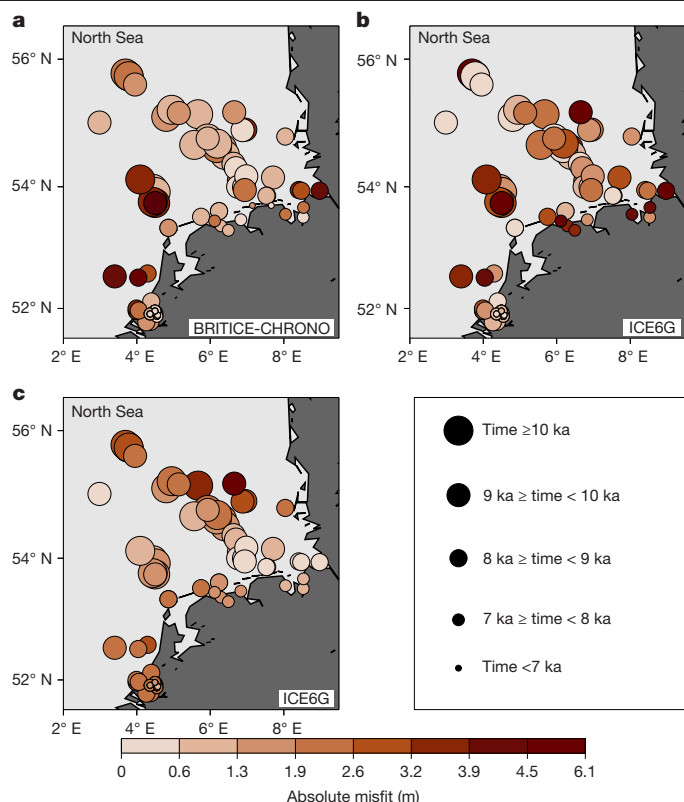 a
b
North Sea
North Sea
56° N
56° N
54° N
54° N
52° N
52° N
BRITICE-CHRONO
ICE6G
2° E 4° E 6° E 8° E
2° E 4° E 6° E 8° E
c
North Sea
56° N
54° N
52° N
ICE6G
2° E 4° E 6° E 8° E
Time ≥10 ka
9 ka ≥ time < 10 ka
8 ka ≥ time < 9 ka
7 ka ≥ time < 8 ka
Time <7 ka
0 0.6 1.3 1.9 2.6 3.2 3.9 4.5 6.1
Absolute misfit (m)